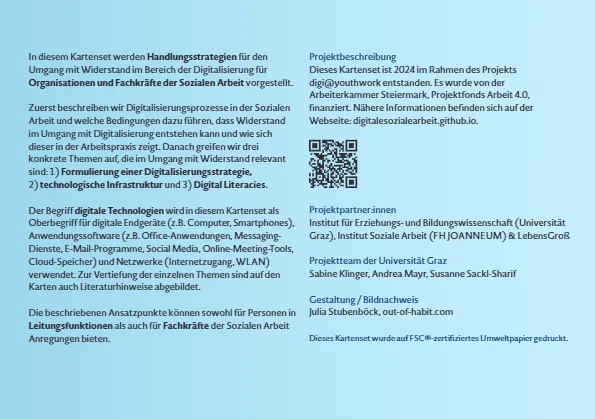 In diesem Kartenset werden Handlungsstrategien für den
Umgang mit Widerstand im Bereich der Digitalisierung für
Organisationen und Fachkräfte der Sozialen Arbeit vorgestellt.
Zuerst beschreiben wir Digitalisierungsprozesse in der Sozialen
Arbeit und welche Bedingungen dazu führen, dass Widerstand
im Umgang mit Digitalisierung entstehen kann und wie sich
dieser in der Arbeitspraxis zeigt. Danach greifen wir drei
konkrete Themen auf, die im Umgang mit Widerstand relevant
sind: 1) Formulierung einer Digitalisierungsstrategie,
2) technologische Infrastruktur und 3) Digital Literacies.
Der Begriff digitale Technologien wird in diesem Kartenset als
Oberbegriff für digitale Endgeräte (z.B. Computer, Smartphones),
Anwendungssoftware (z.B. Office-Anwendungen, Messaging-
Dienste, E-Mail-Programme, Social Media, Online-Meeting-Tools,
Cloud-Speicher) und Netzwerke (Internetzugang, WLAN)
verwendet. Zur Vertiefung der einzelnen Themen sind auf den
Karten auch Literaturhinweise abgebildet.
Die beschriebenen Ansatzpunkte können sowohl für Personen in
Leitungsfunktionen als auch für Fachkräfte der Sozialen Arbeit
Anregungen bieten.
Projektbeschreibung
Dieses Kartenset ist 2024 im Rahmen des Projekts
digi@youthwork entstanden. Es wurde von der
Arbeiterkammer Steiermark, Projektfonds Arbeit 4.0,
finanziert. Nähere Informationen befinden sich auf der
Webseite: digitalesozialearbeit.github.io.
Projektpartner:innen
Institut für Erziehungs- und Bildungswissenschaft (Universität
Graz), Institut Soziale Arbeit (FH JOANNEUM) & LebensGroß
Projektteam der Universität Graz
Sabine Klinger, Andrea Mayr, Susanne Sackl-Sharif
Gestaltung / Bildnachweis
Julia Stubenböck, out-of-habit.com
Dieses Kartenset wurde auf FSC®-zertifiziertes Umweltpapier gedruckt.